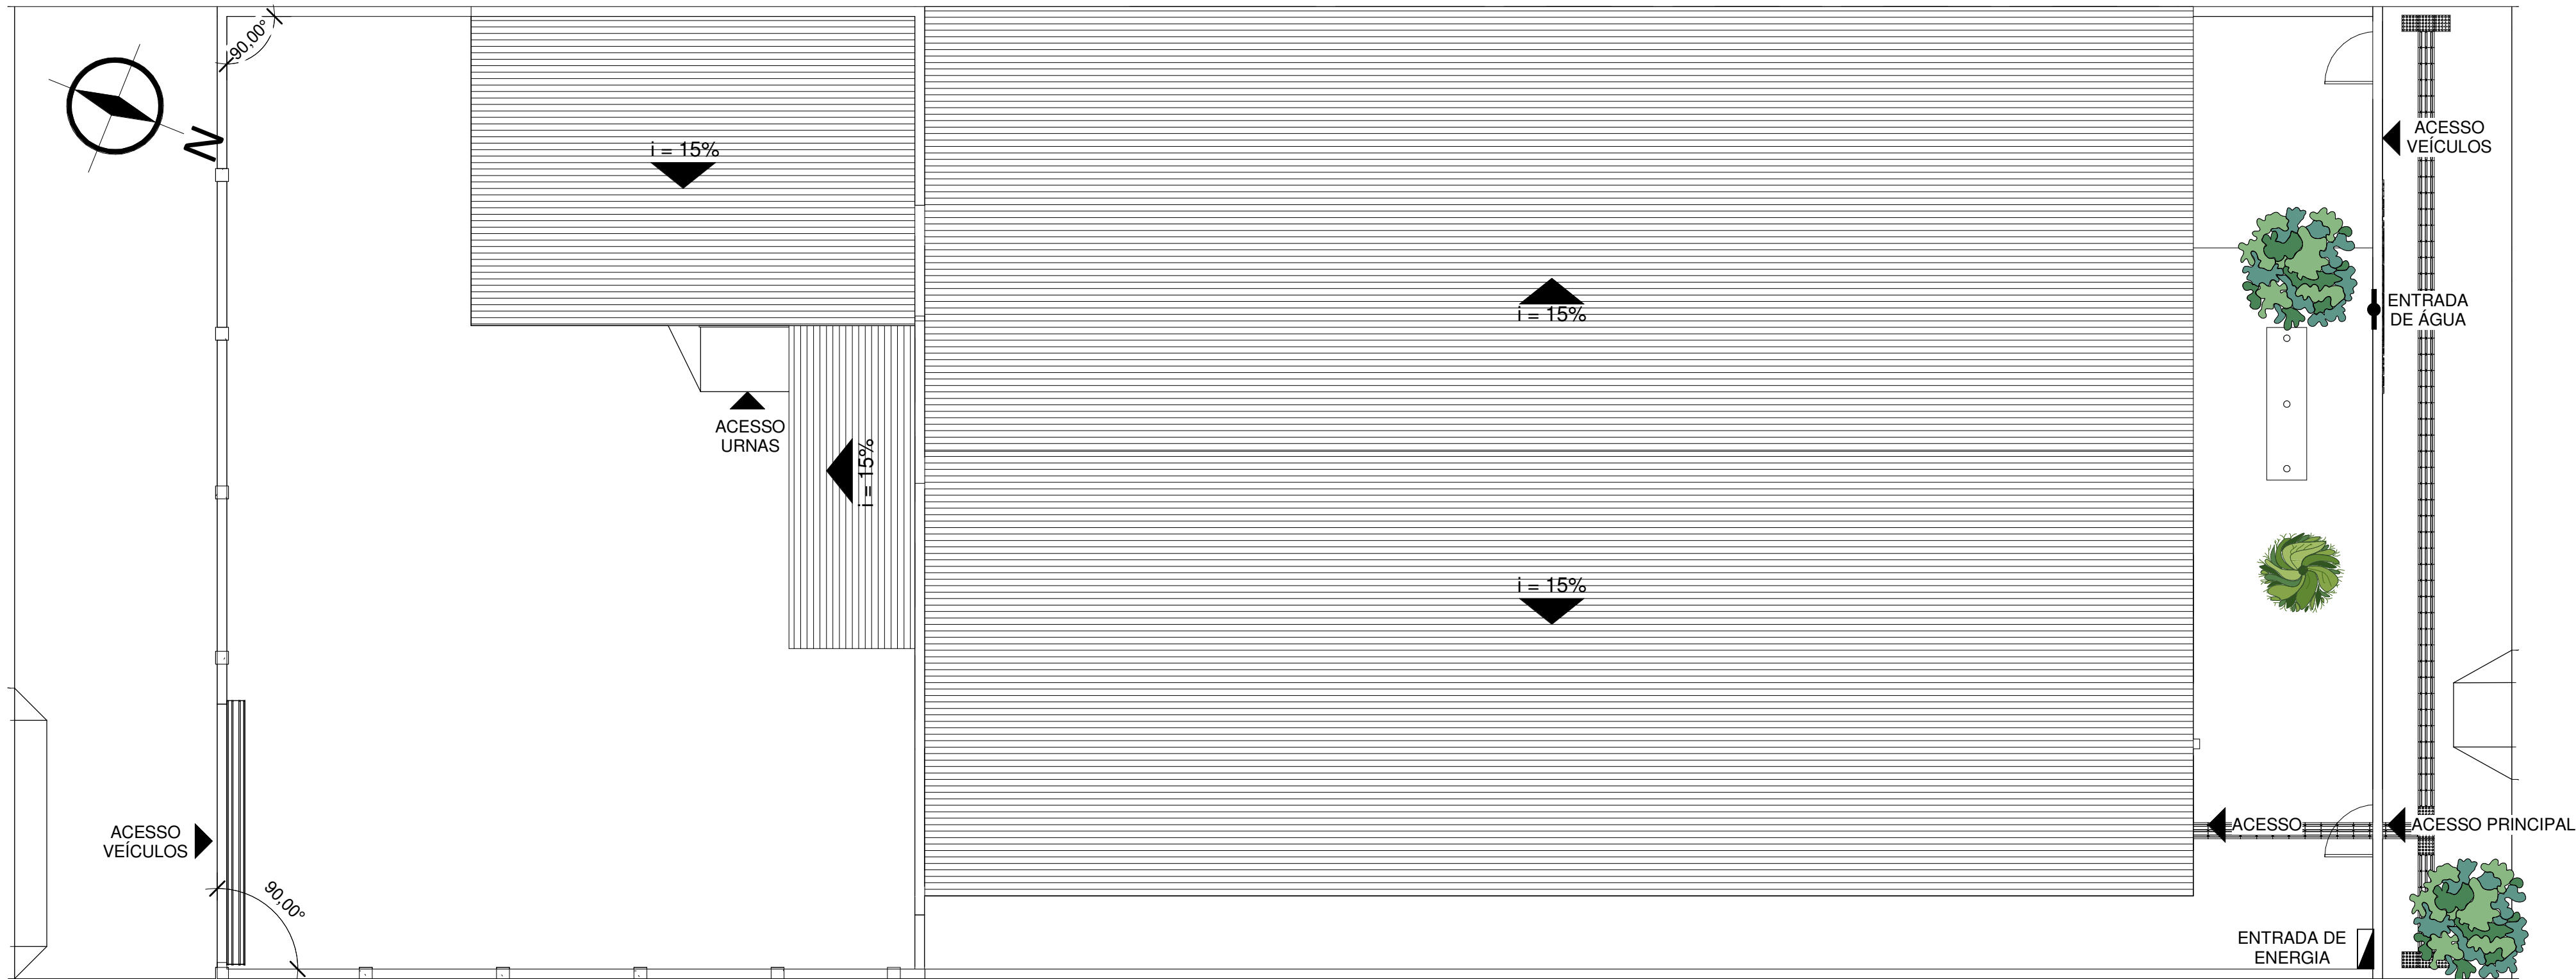 90,00°
N
i = 15%
ACESSO
VEÍCULOS
ENTRADA
DE ÁGUA
i = 15%
ACESSO
URNAS
i = 15%
i = 15%
ACESSO
VEÍCULOS
ACESSO
ACESSO PRINCIPAL
90,00°
ENTRADA DE
ENERGIA